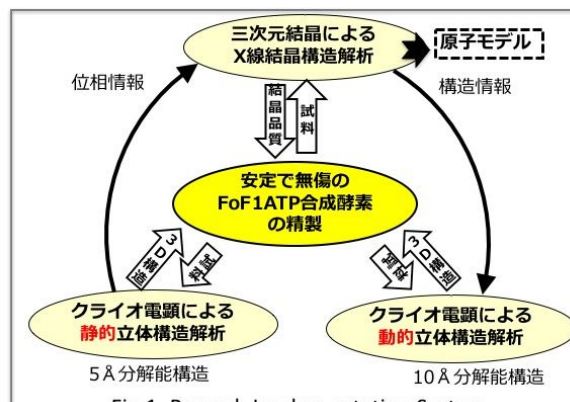 三次元結晶による
X線結晶構造解析
原子モデル
位相情報
構造情報
結晶品質
試料
安定で無傷の
FoF1ATP合成酵素
の精製
3D構造
試料
試料
3D構造
クライオ電顕による
静的立体構造解析
クライオ電顕による
動的立体構造解析
5Å分解能構造
10Å分解能構造